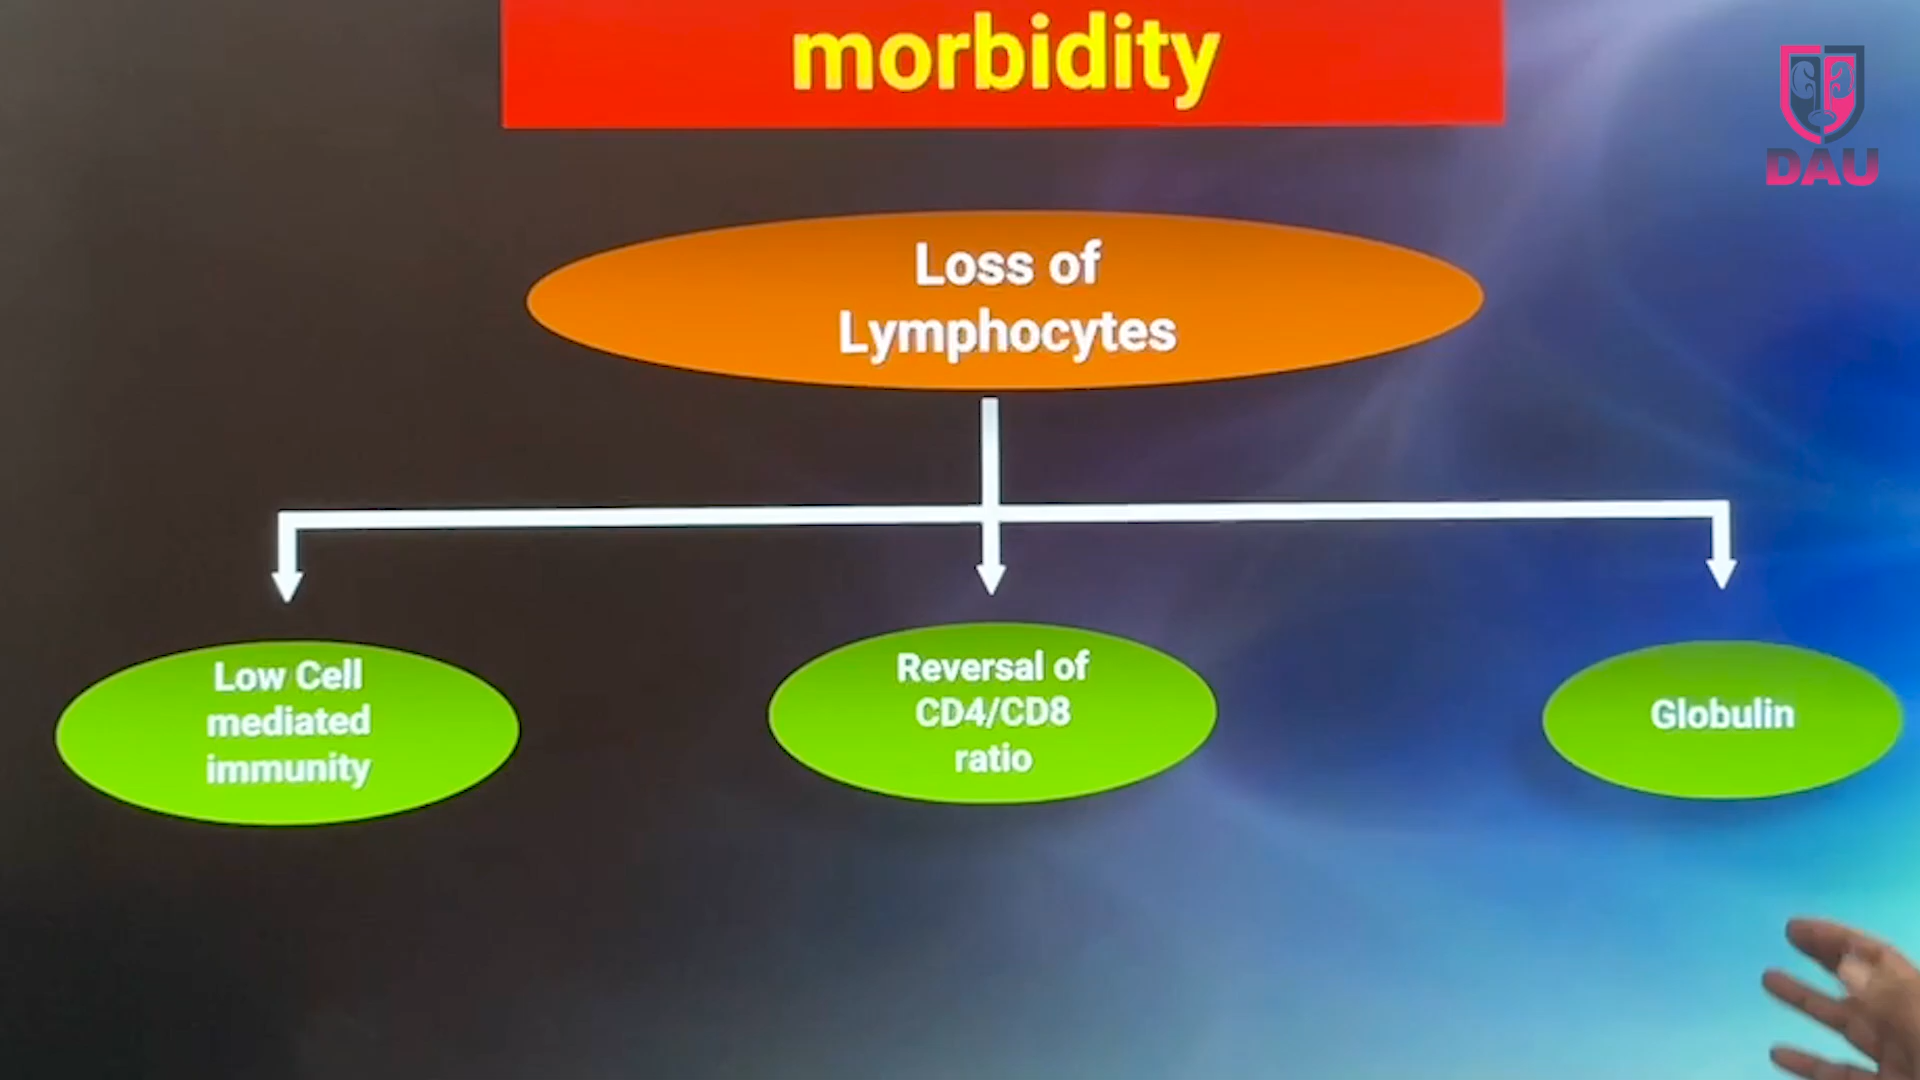 morbidity
DAU
Loss of
Lymphocytes
Low Cell
mediated
immunity
Reversal of
CD4/CD8
ratio
Globulin